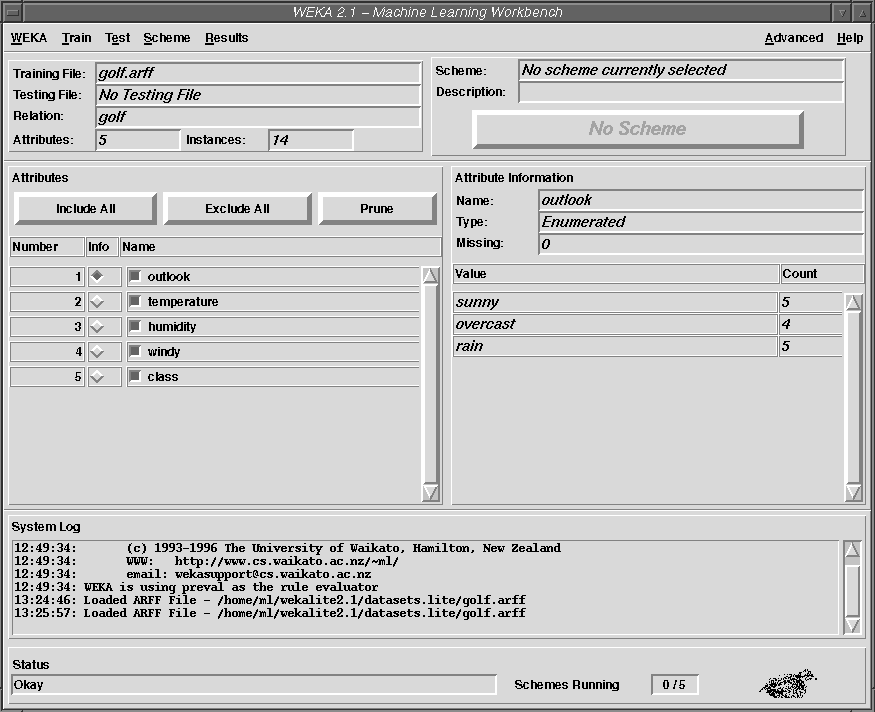 WEKA 2.1 – Machine Learning Workbench
WEKA Train Test Scheme Results Advanced Help
Training File: golf.arff
Testing File: No Testing File
Relation: golf
Attributes: 5 Instances: 14
Scheme: No scheme currently selected
Description:
No Scheme
Attributes
Include All Exclude All Prune
Number Info Name
1 outlook
2 temperature
3 humidity
4 windy
5 class
Attribute Information
Name: outlook
Type: Enumerated
Missing: 0
Value Count
sunny 5
overcast 4
rain 5
System Log
12:49:34: (c) 1993-1996 The University of Waikato, Hamilton, New Zealand
12:49:34: WWW: http://www.cs.waikato.ac.nz/~ml/
12:49:34: email: wekasupport@cs.waikato.ac.nz
12:49:34: WEKA is using preval as the rule evaluator
13:24:46: Loaded ARFF File - /home/ml/wekalite2.1/datasets.lite/golf.arff
13:25:57: Loaded ARFF File - /home/ml/wekalite2.1/datasets.lite/golf.arff
Status
Okay
Schemes Running 0 / 5